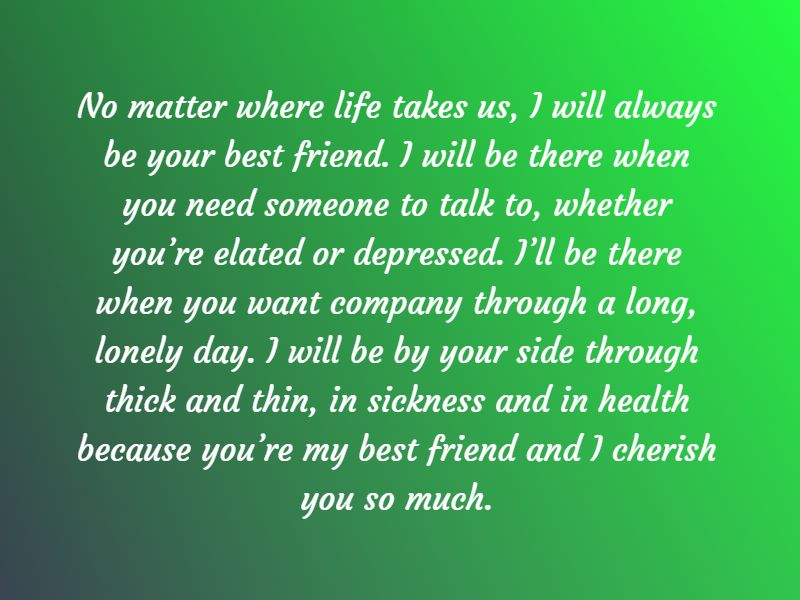 No matter where life takes us, I will always
be your best friend. I will be there when
you need someone to talk to, whether
you’re elated or depressed. I’ll be there
when you want company through a long,
lonely day. I will be by your side through
thick and thin, in sickness and in health
because you’re my best friend and I cherish
you so much.